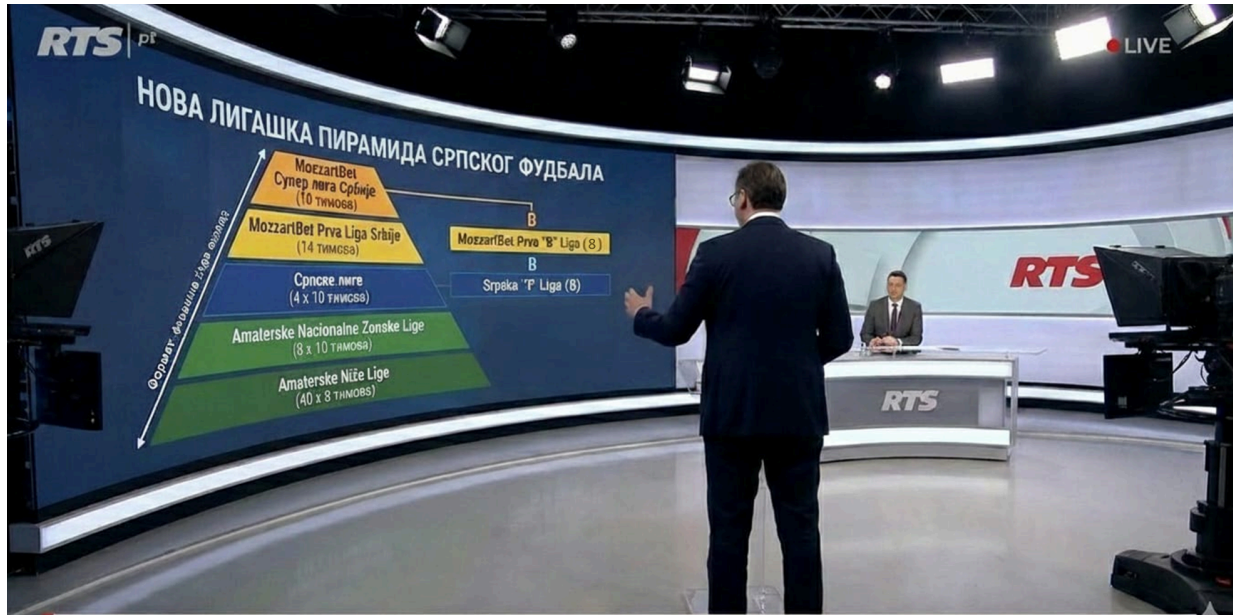 RTS
LIVE
НОВА ЛИГАШКА ПИРАМИДА СРПСКОГ ФУДБАЛА
MoezartBet
Супер лига Србије
(10 тимова)
MozzartBet Prva Liga Srbije
(14 тимова)
Српске лиге
(4 x 10 тимова)
Amaterske Nacionalne Zonske Lige
(8 x 10 тимова)
Amaterske Niže Lige
(40 x 8 тимова)
B
MozzartBet Prva "B" Liga (8)
B
Srpska Liga (8)
RTS
RTS
RTS